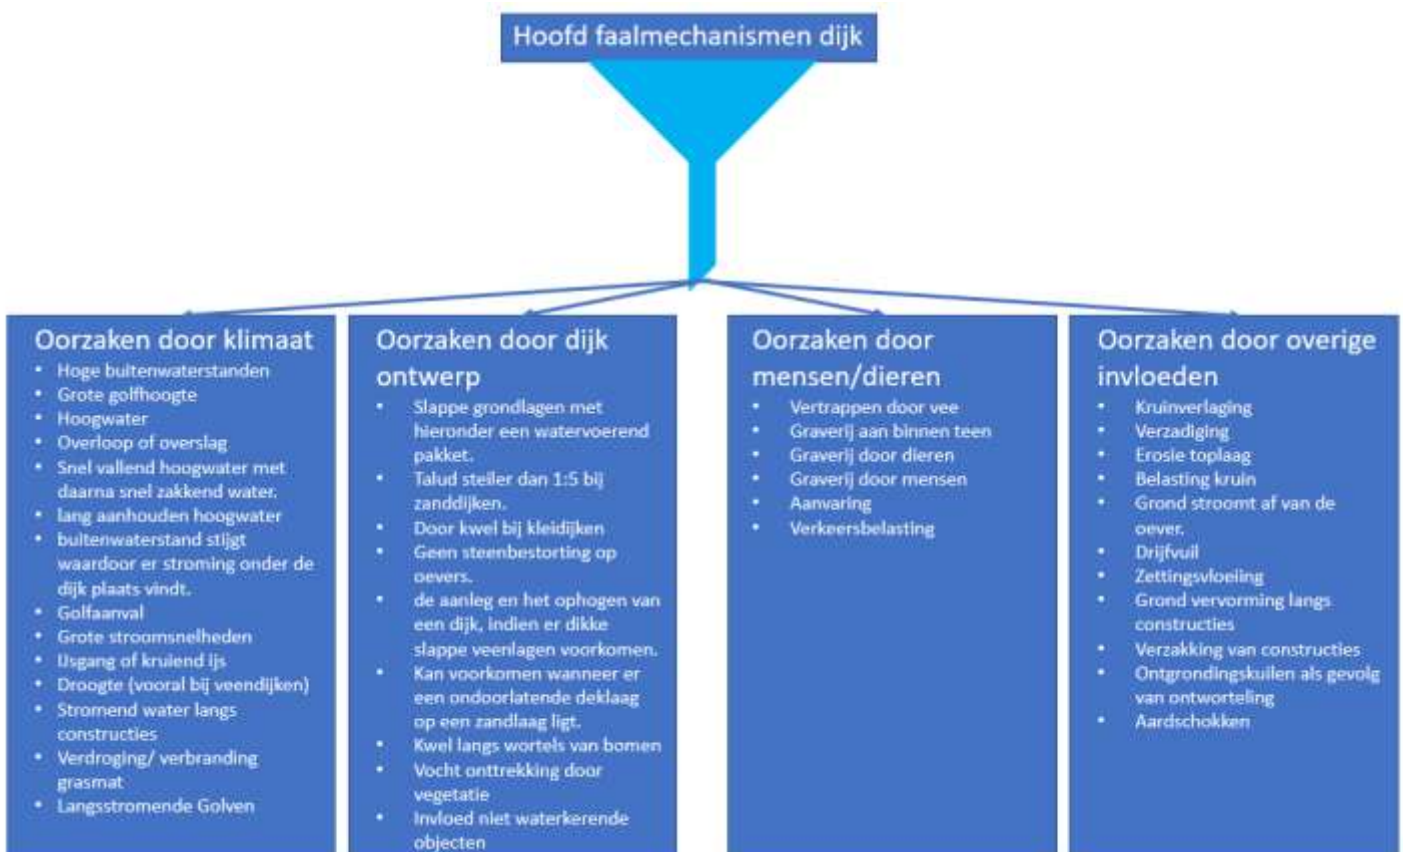 Hoofd faalmechanismen dijk
Oorzaken door klimaat
• Hoge buitenwaterstanden
• Grote golfhoogte
• Hoogwater
• Overloop of overslag
• Snel vallend hoogwater met
daarna snel zakkend water.
• lang aanhouden hoogwater
• buitenwaterstand stijgt
waardoor er stroming onder de
dijk plaats vindt.
• Golfaanval
• Grote stroomsnelheden
• IJsgang of kruiend ijs
• Droogte (vooral bij veendijken)
• Stromend water langs
constructies
• Verdroging/ verbranding
grasmat
• Langsstromende Golven
Oorzaken door dijk
ontwerp
• Slappe grondlagen met
hieronder een watervoerend
pakket.
• Talud steiler dan 1:5 bij
zanddijken.
• Door kwel bij kleidijken
• Geen steenbestorting op
oevers.
• de aanleg en het ophogen van
een dijk, indien er dikke
slappe veenlagen voorkomen.
• Kan voorkomen wanneer er
een ondoorlatende deklaag
op een zandlaag ligt.
• Kwel langs wortels van bomen
• Vocht onttrekking door
vegetatie
• Invloed niet waterkerende
objecten
Oorzaken door
mensen/dieren
• Vertrappen door vee
• Graverij aan binnen teen
• Graverij door dieren
• Graverij door mensen
• Aanvaring
• Verkeersbelasting
Oorzaken door overige
invloeden
• Kruinverlaging
• Verzadiging
• Erosie toplaag
• Belasting kruin
• Grond stroomt af van de
oever.
• Drijfvuil
• Zettingsvloeiing
• Grond vervorming langs
constructies
• Verzakking van constructies
• Ontgrondingskuilen als gevolg
van ontworteling
• Aardschokken